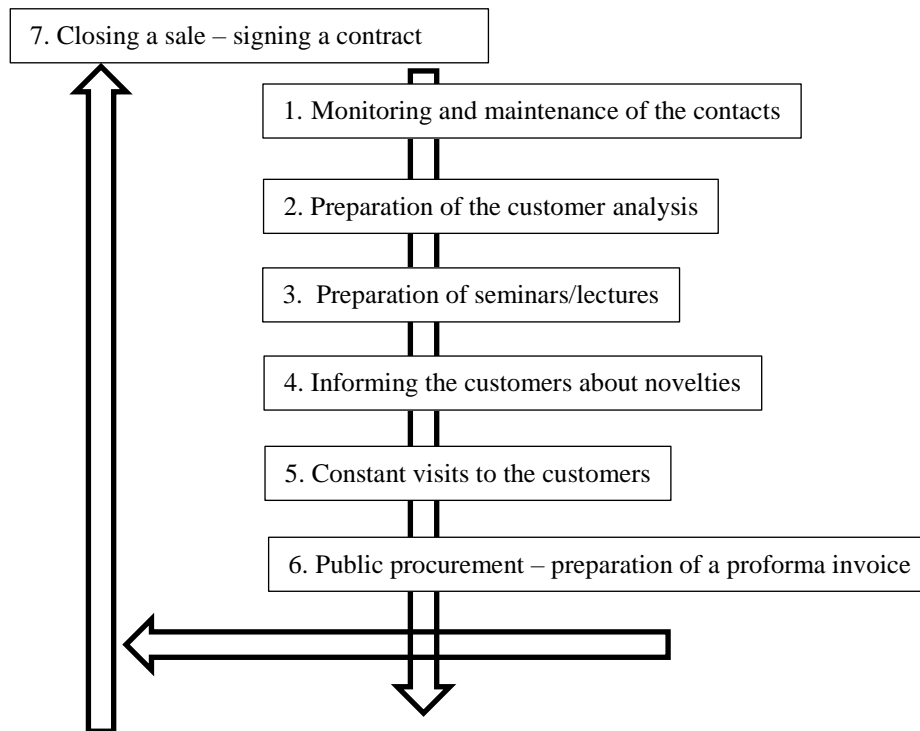 7. Closing a sale – signing a contract
1. Monitoring and maintenance of the contacts
2. Preparation of the customer analysis
3. Preparation of seminars/lectures
4. Informing the customers about novelties
5. Constant visits to the customers
6. Public procurement – preparation of a proforma invoice